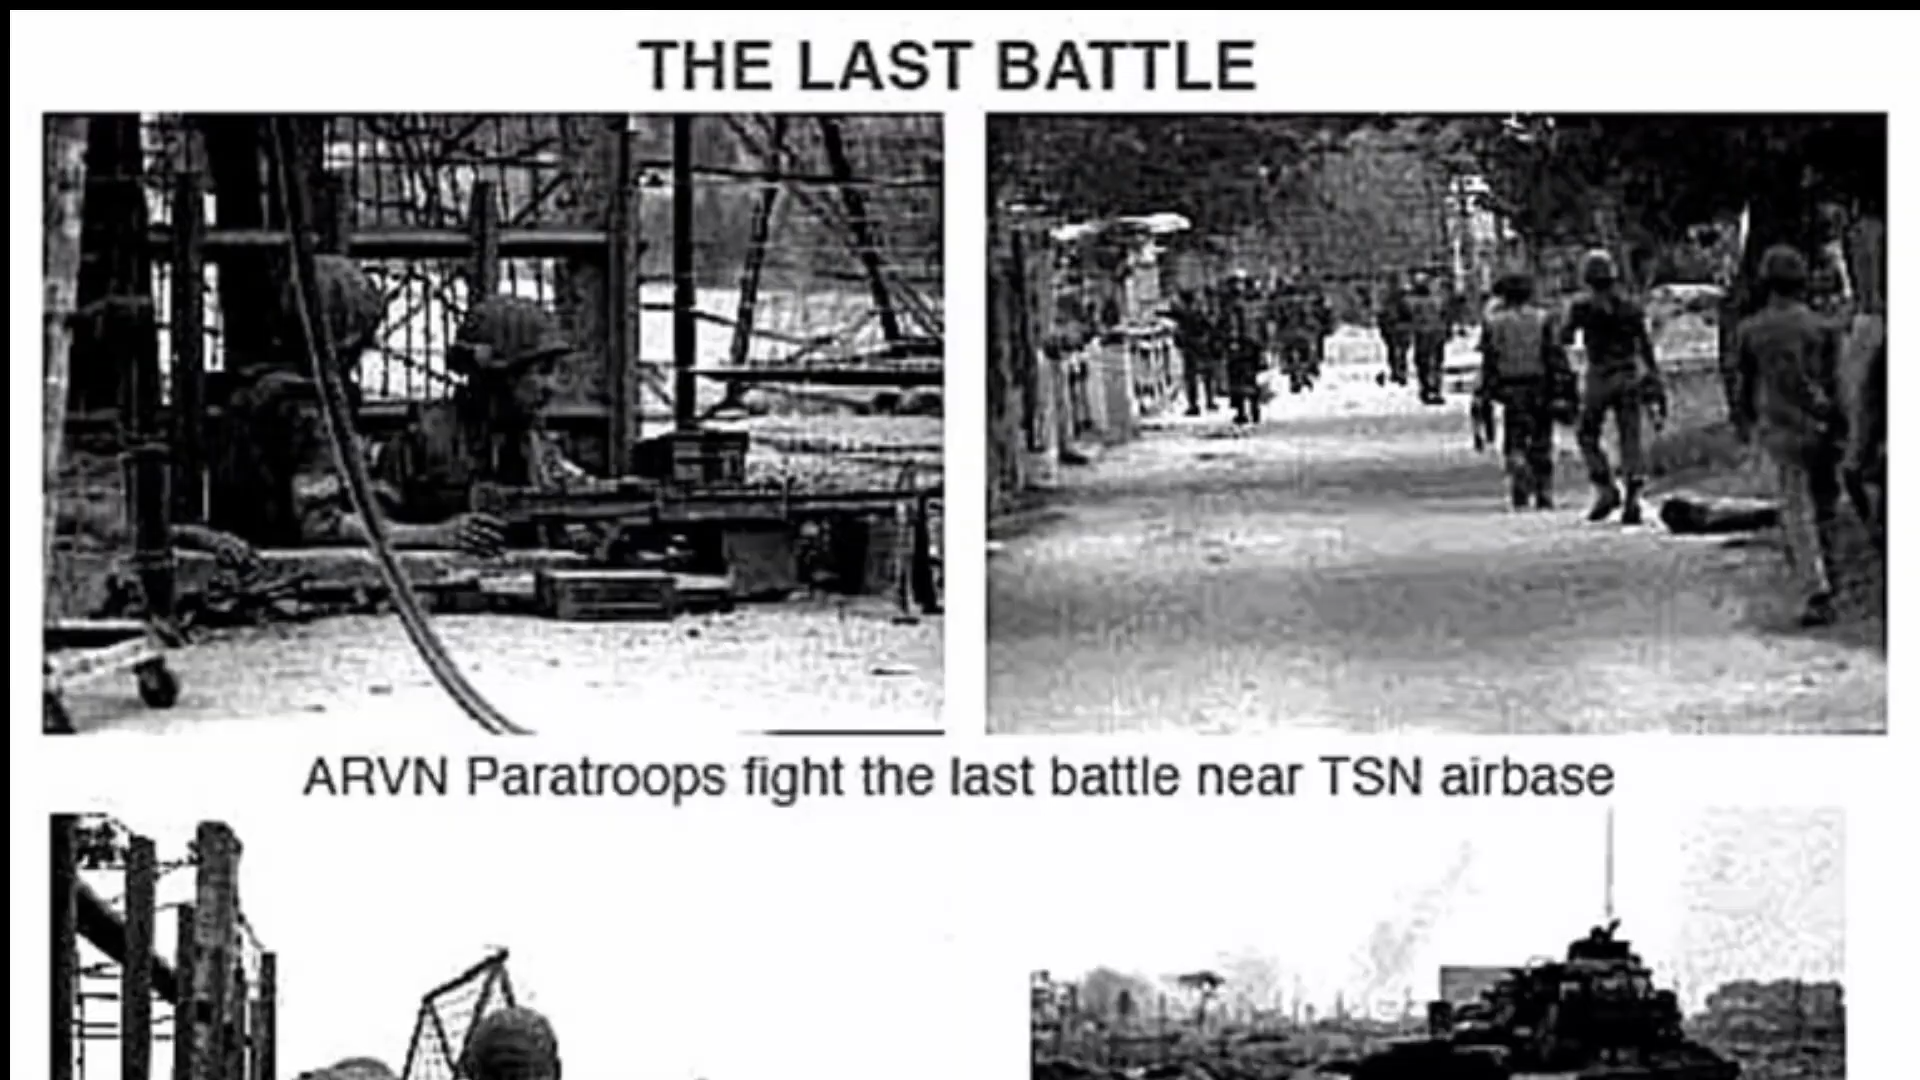 THE LAST BATTLE
ARVN Paratroops fight the last battle near TSN airbase